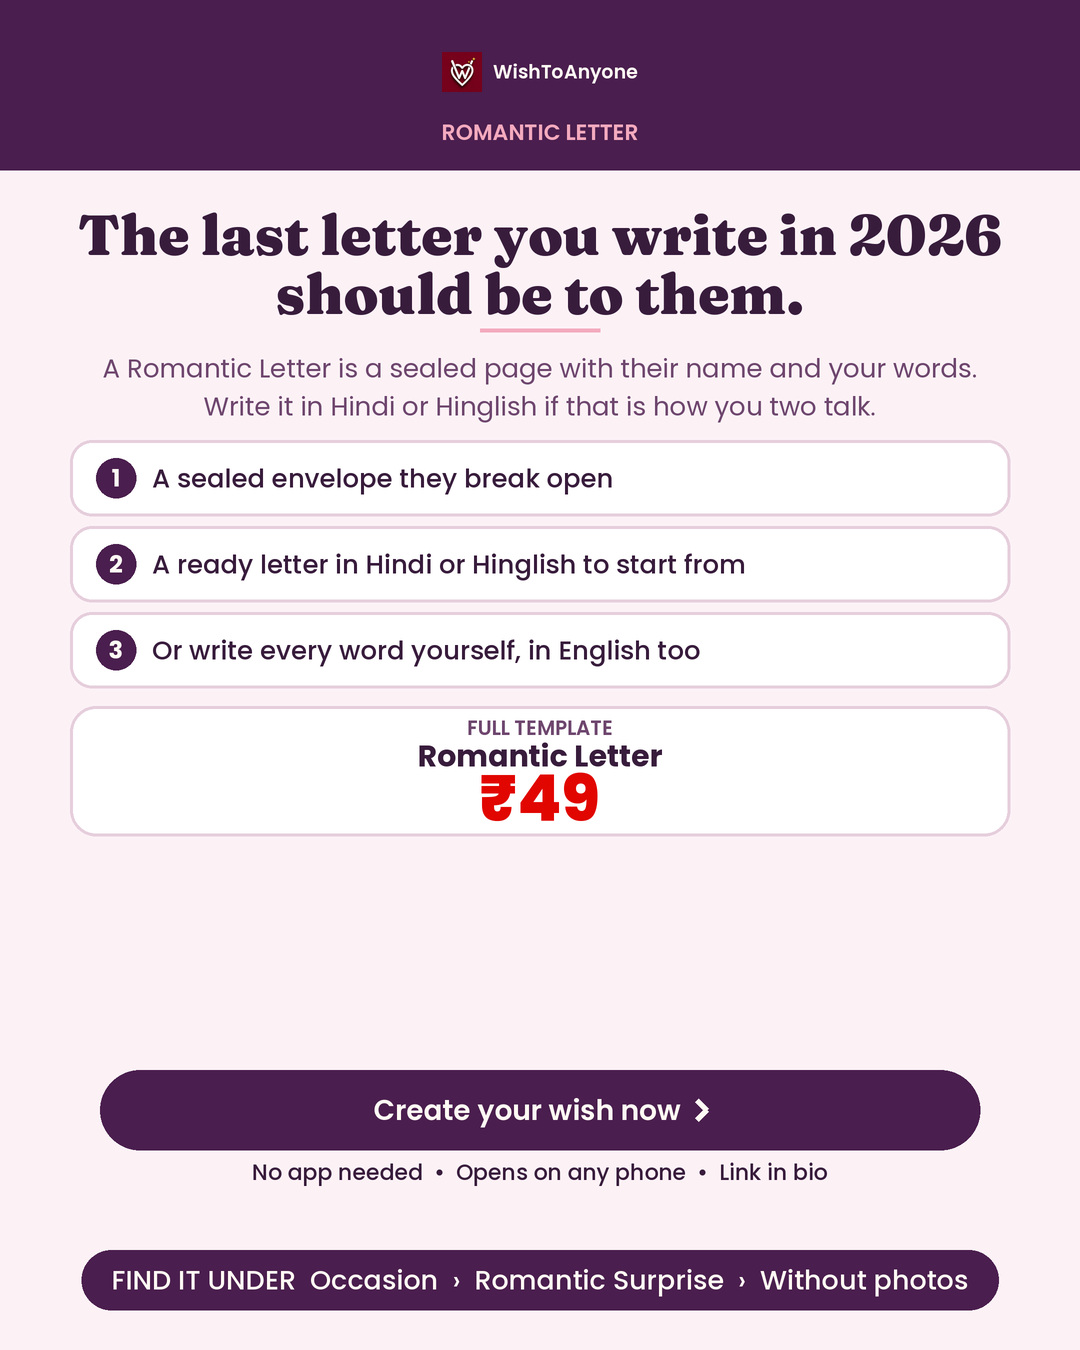 WishToAnyone
ROMANTIC LETTER
The last letter you write in 2026
should be to them.
A Romantic Letter is a sealed page with their name and your words.
Write it in Hindi or Hinglish if that is how you two talk.
1 A sealed envelope they break open
2 A ready letter in Hindi or Hinglish to start from
3 Or write every word yourself, in English too
FULL TEMPLATE
Romantic Letter
₹49
Create your wish now ›
No app needed • Opens on any phone • Link in bio
FIND IT UNDER Occasion › Romantic Surprise › Without photos